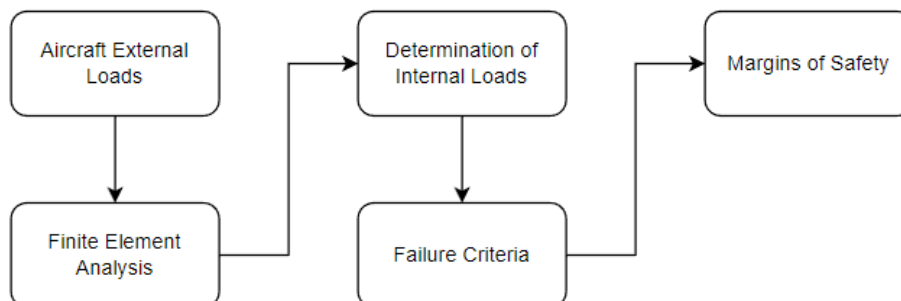 Aircraft External
Loads
Finite Element
Analysis
Determination of
Internal Loads
Failure Criteria
Margins of Safety